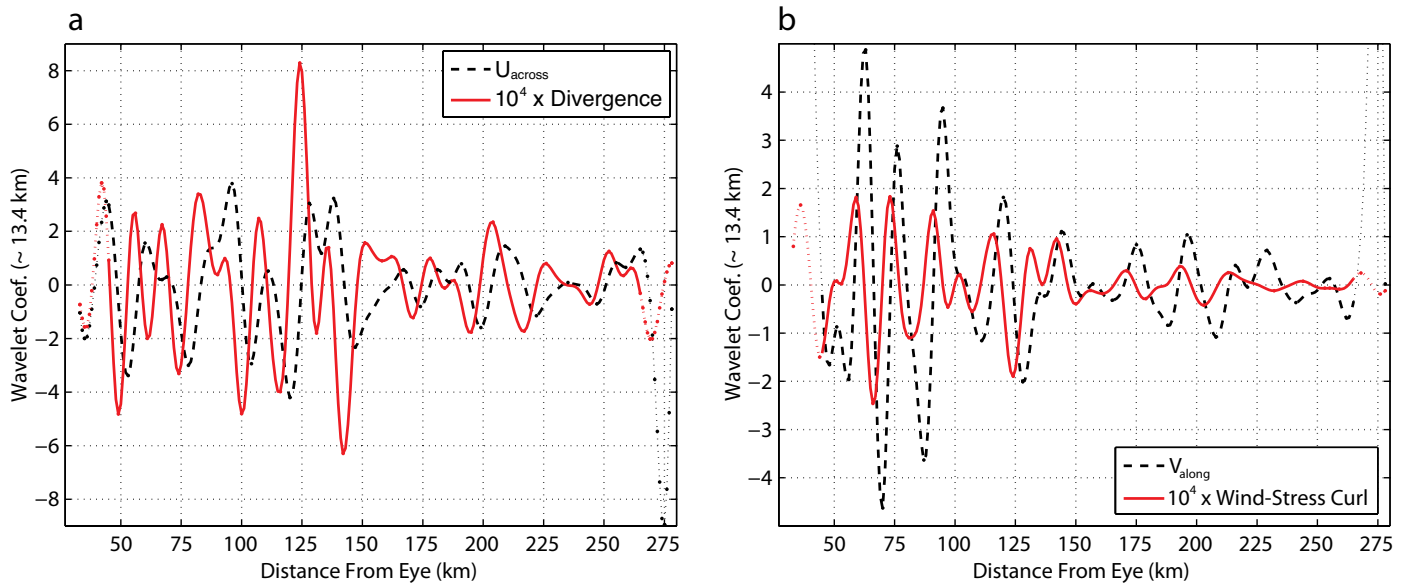 a
U_across
10^4 x Divergence
Wavelet Coef. (~ 13.4 km)
8
6
4
2
0
−2
−4
−6
−8
50 75 100 125 150 175 200 225 250 275
Distance From Eye (km)
b
4
3
2
1
0
−1
−2
−3
−4
Wavelet Coef. (~ 13.4 km)
V_along
10^4 x Wind-Stress Curl
50 75 100 125 150 175 200 225 250 275
Distance From Eye (km)